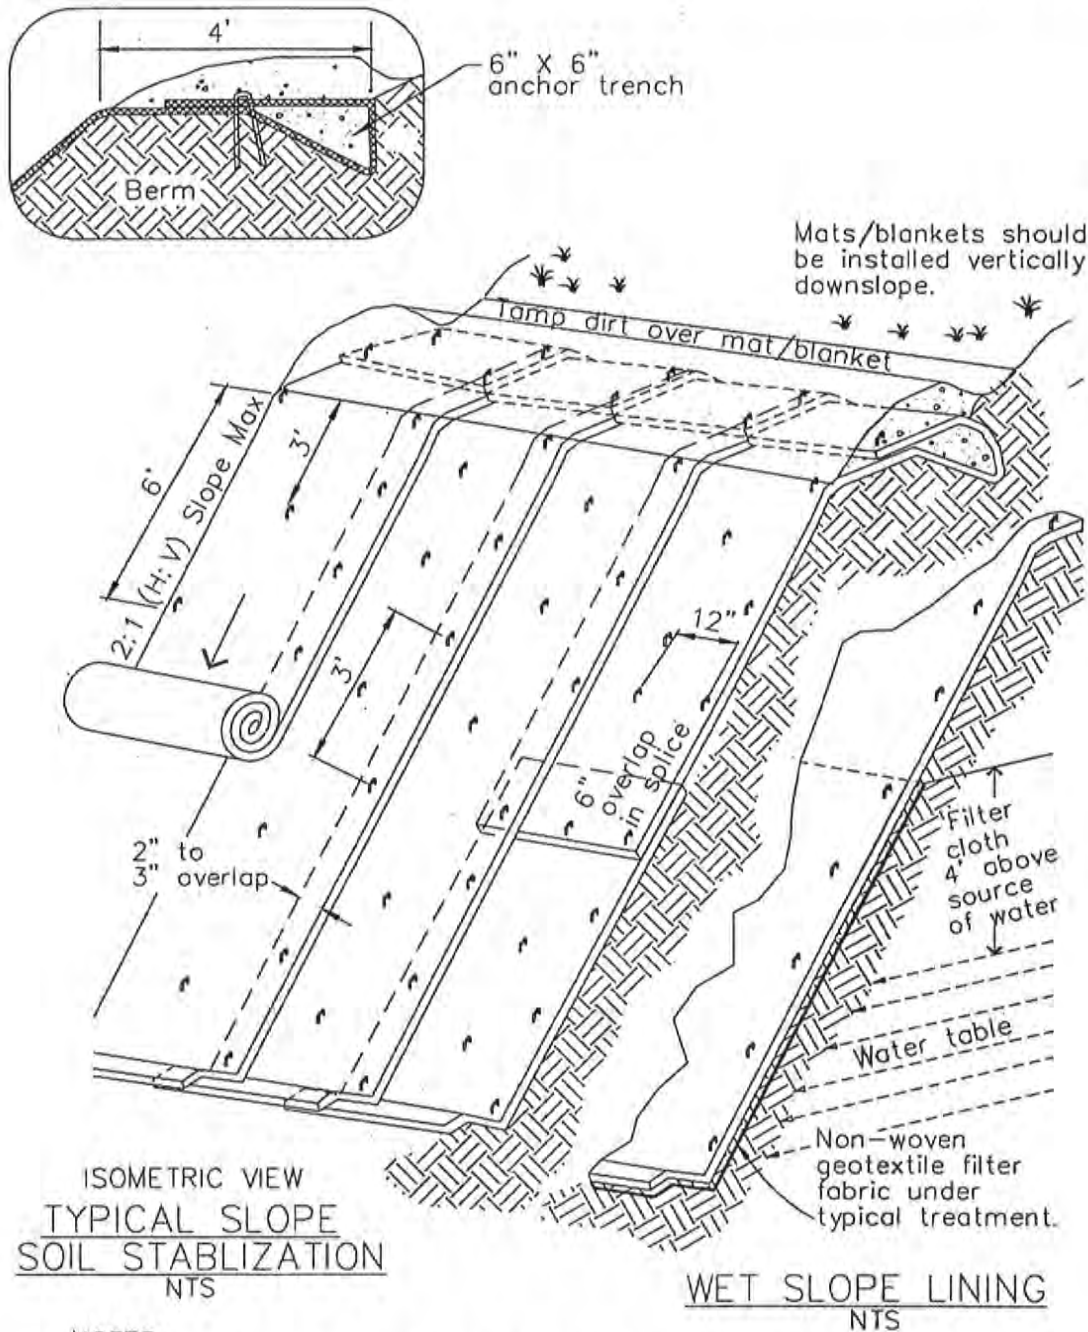 4'
6" X 6"
anchor trench
Berm
Mats/blankets should
be installed vertically
downslope.
Tamp dirt over mat/blanket
6'
3'
2:1 (H: V) Slope Max
12"
3'
6"
overlap
in splice
2" to
3" overlap
Filter
cloth
4' above
source
of water
Water table
Non-woven
geotextile filter
fabric under
typical treatment.
ISOMETRIC VIEW
TYPICAL SLOPE
SOIL STABLIZATION
NTS
WET SLOPE LINING
NTS